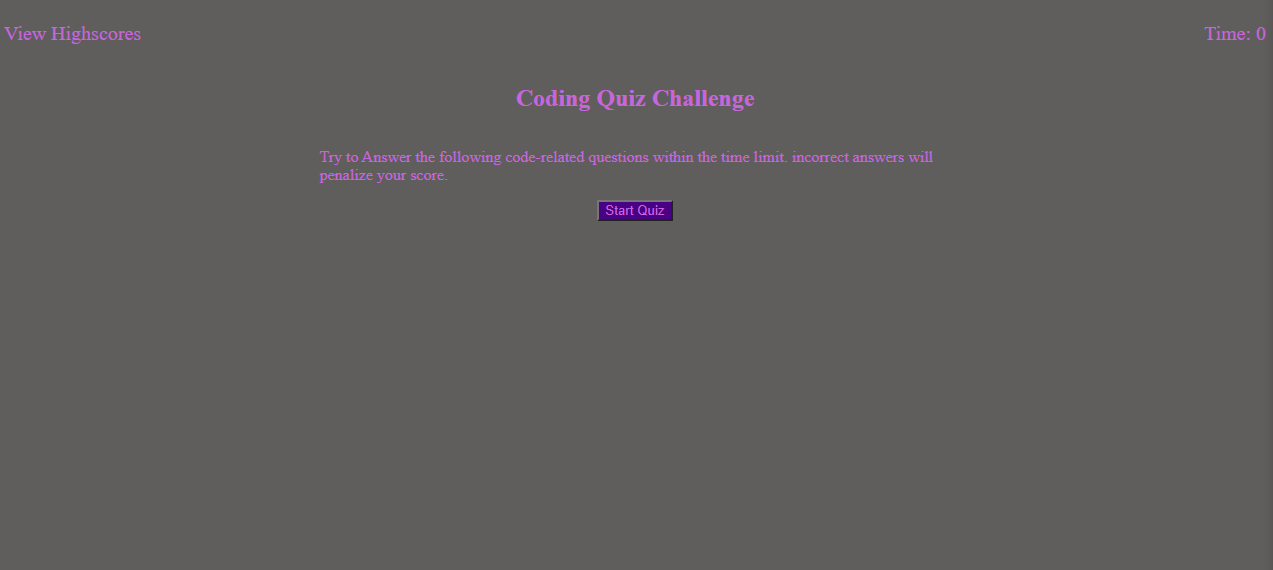 View Highscores
Time: 0
Coding Quiz Challenge
Try to Answer the following code-related questions within the time limit. incorrect answers will
penalize your score.
Start Quiz